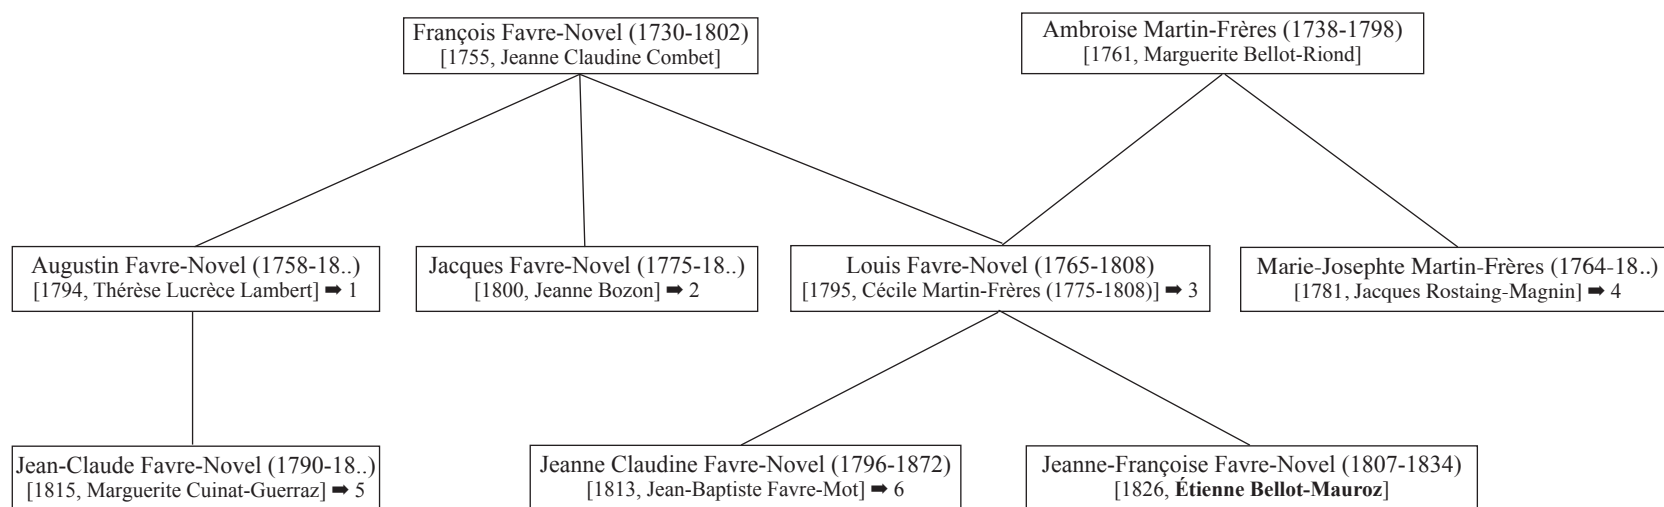 François Favre-Novel (1730-1802)
[1755, Jeanne Claudine Combet]
Ambroise Martin-Frères (1738-1798)
[1761, Marguerite Bellot-Riond]
Augustin Favre-Novel (1758-18..)
[1794, Thérèse Lucrèce Lambert] ➡ 1
Jacques Favre-Novel (1775-18..)
[1800, Jeanne Bozon] ➡ 2
Louis Favre-Novel (1765-1808)
[1795, Cécile Martin-Frères (1775-1808)] ➡ 3
Marie-Josephte Martin-Frères (1764-18..)
[1781, Jacques Rostaing-Magnin] ➡ 4
Jean-Claude Favre-Novel (1790-18..)
[1815, Marguerite Cuinat-Guerraz] ➡ 5
Jeanne Claudine Favre-Novel (1796-1872)
[1813, Jean-Baptiste Favre-Mot] ➡ 6
Jeanne-Françoise Favre-Novel (1807-1834)
[1826, Étienne Bellot-Mauroz]